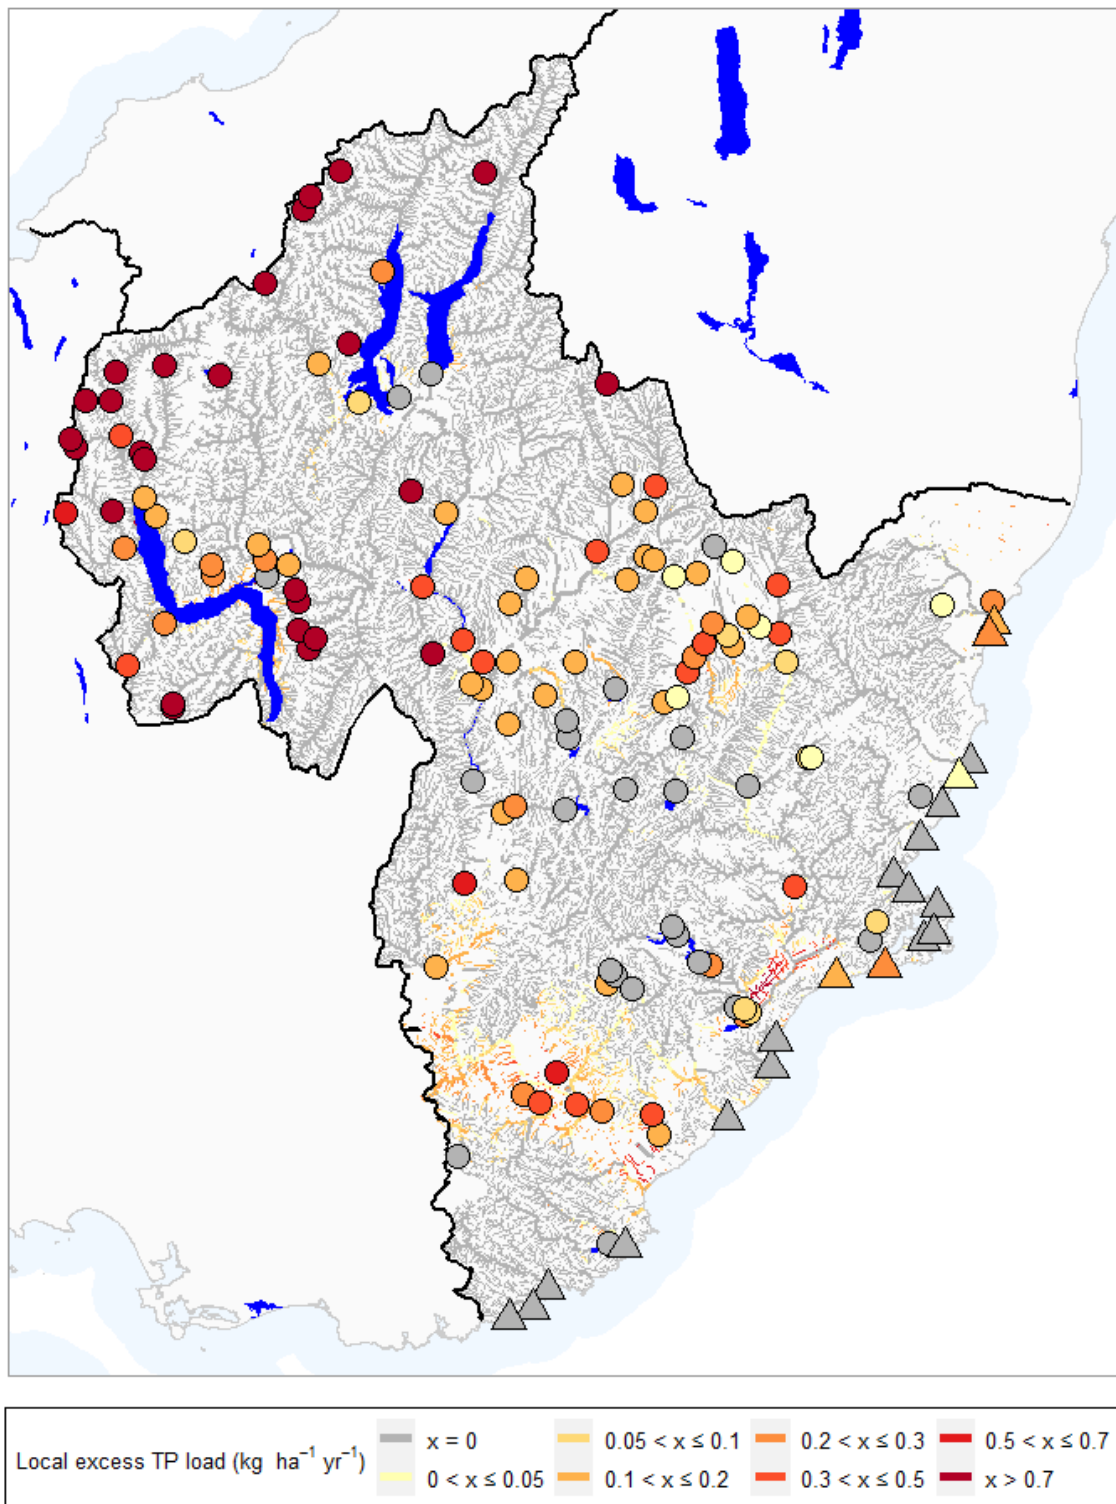 Local excess TP load (kg ha⁻¹ yr⁻¹)
x = 0
0 < x ≤ 0.05
0.05 < x ≤ 0.1
0.1 < x ≤ 0.2
0.2 < x ≤ 0.3
0.3 < x ≤ 0.5
0.5 < x ≤ 0.7
x > 0.7